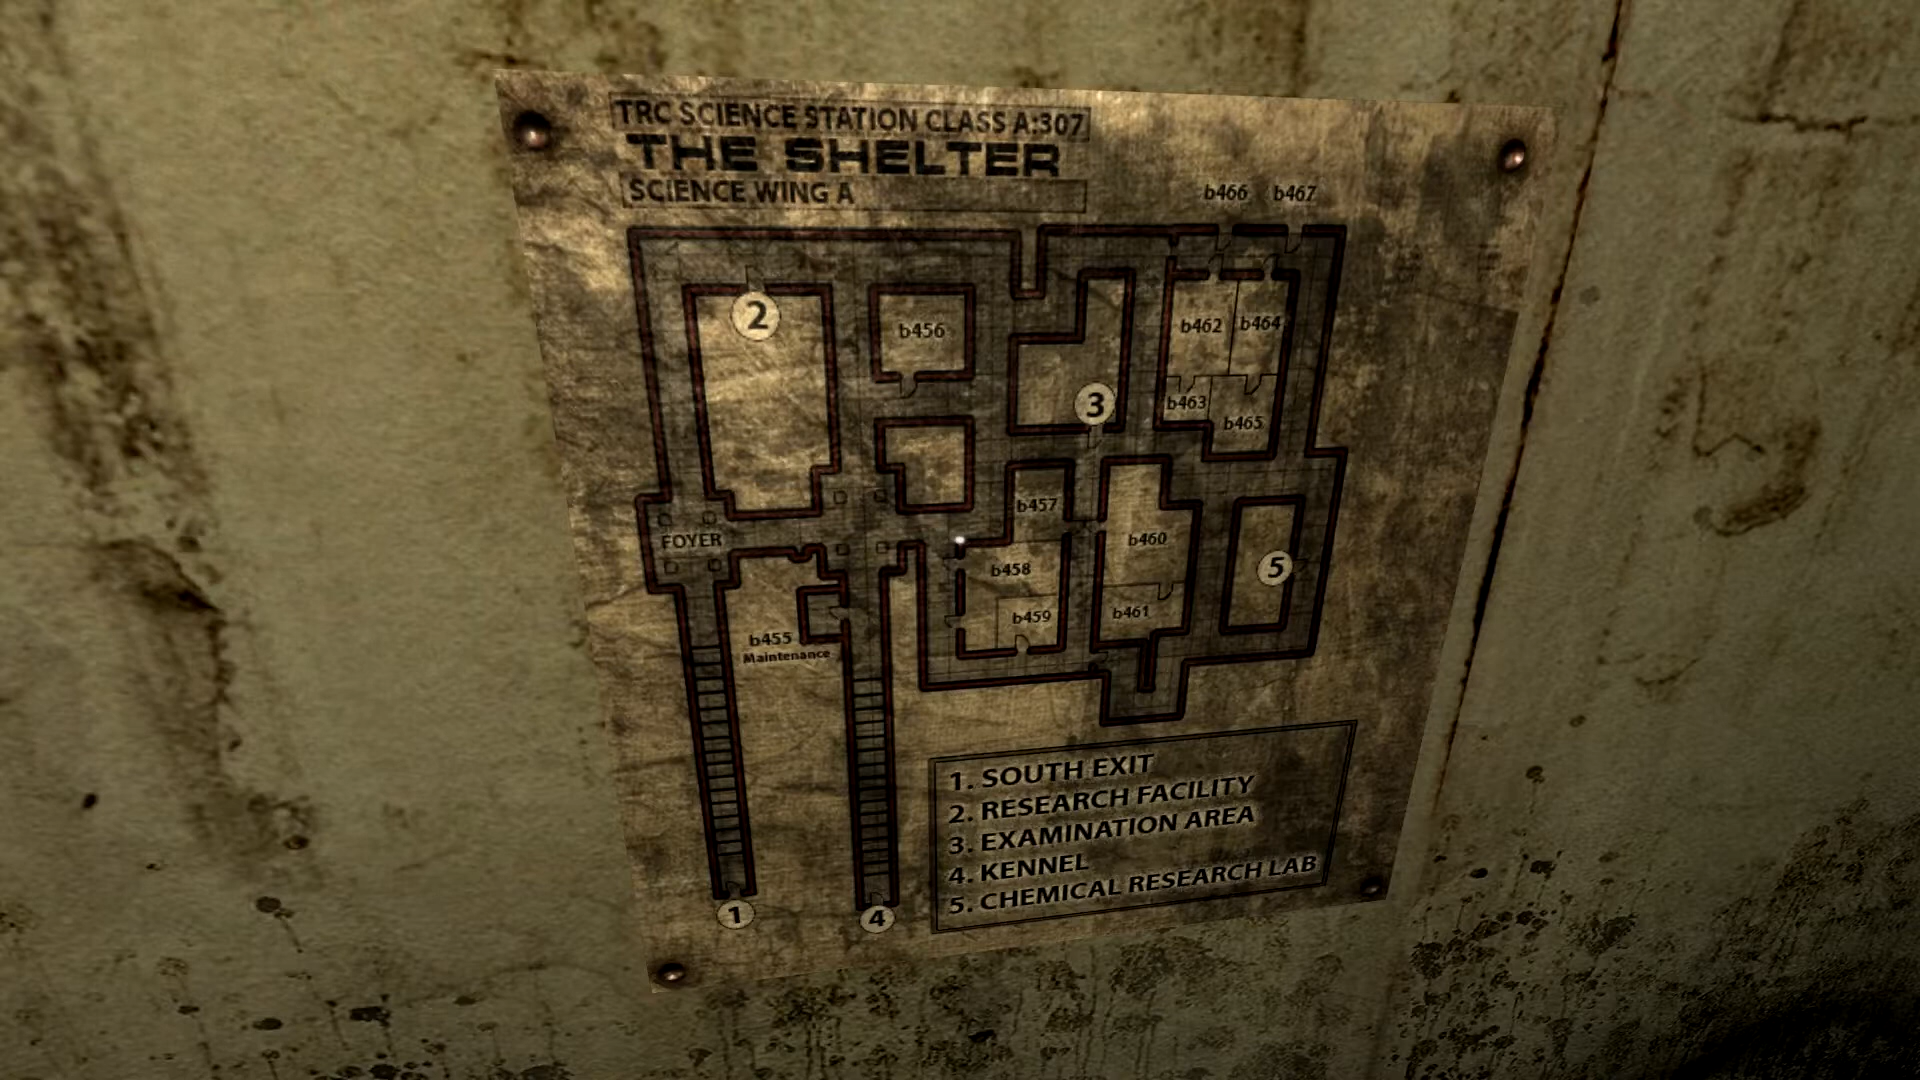 TRC SCIENCE STATION CLASS A:307
THE SHELTER
SCIENCE WING A
b466 b467
2
b456
b462 b464
3
b463
b465
b457
FOYER
b460
b458
5
b459
b461
b455
Maintenance
1
4
1. SOUTH EXIT
2. RESEARCH FACILITY
3. EXAMINATION AREA
4. KENNEL
5. CHEMICAL RESEARCH LAB